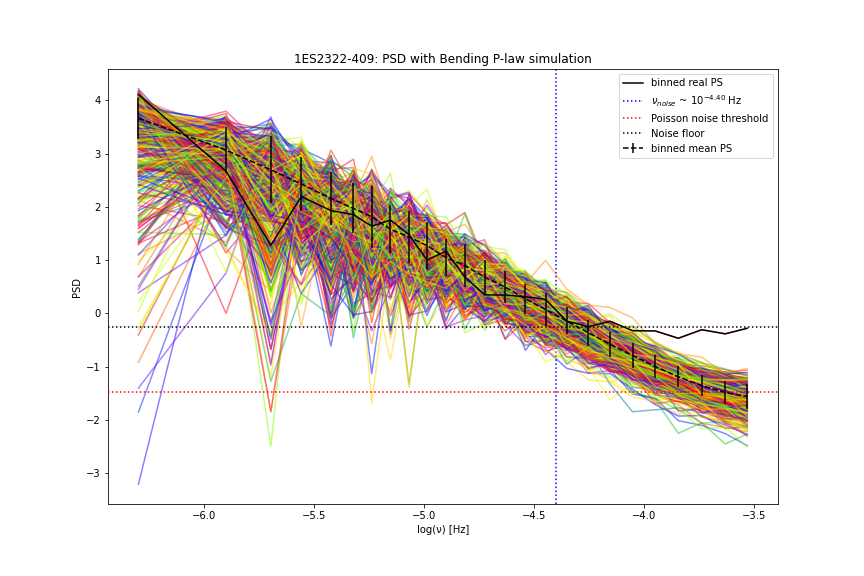 1ES2322-409: PSD with Bending P-law simulation
binned real PS
ν_noise ~ 10^−4.40 Hz
Poisson noise threshold
Noise floor
binned mean PS
PSD
4
3
2
1
0
−1
−2
−3
−6.0 −5.5 −5.0 −4.5 −4.0 −3.5
log(ν) [Hz]